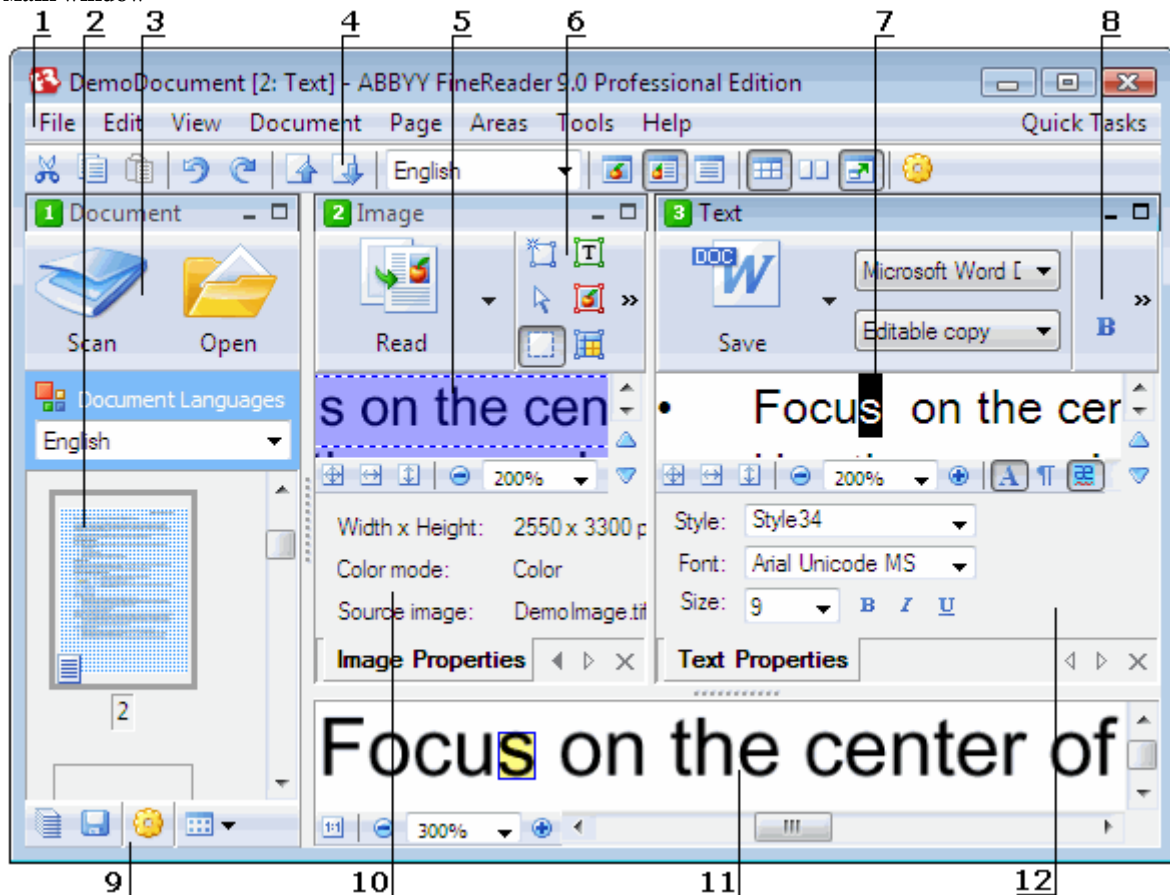 Main window
1 2 3 4 5 6 7 8
DemoDocument [2: Text] - ABBYY FineReader 9.0 Professional Edition
File Edit View Document Page Areas Tools Help Quick Tasks
English
1 Document
2 Image
3 Text
Scan Open
Read
T
DOC W
Save
Microsoft Word
Editable copy
B
Document Languages
English
s on the cen
• Focus on the cer
200%
200%
A ¶
Width x Height: 2550 x 3300 p
Color mode: Color
Source image: DemoImage.tif
Image Properties
Style: Style34
Font: Arial Unicode MS
Size: 9 B I U
Text Properties
2
Focus on the center of
1:1 300%
9 10 11 12